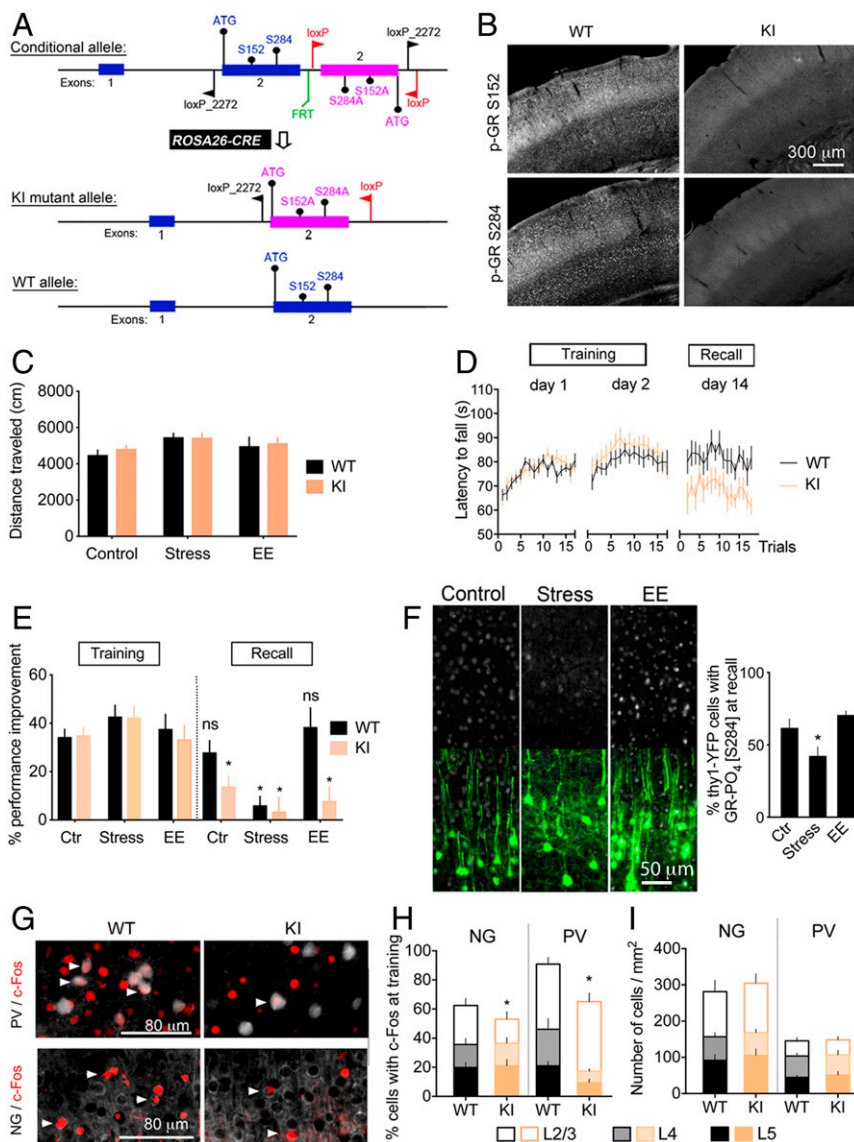 A
Conditional allele:
ATG
S152
S284
loxP
2
loxP_2272
Exons:
1
loxP_2272
2
FRT
S284A
S152A
ATG
loxP
ROSA26-CRE
KI mutant allele:
loxP_2272
ATG
S152A
S284A
loxP
Exons:
1
2
WT allele:
ATG
S152
S284
Exons:
1
2
B
WT
KI
p-GR S152
300 µm
p-GR S284
C
Distance traveled (cm)
8000
6000
4000
2000
0
Control
Stress
EE
WT
KI
D
Training
Recall
day 1
day 2
day 14
Latency to fall (s)
110
100
90
80
70
60
50
0 5 10 15
0 5 10 15
0 5 10 15
Trials
WT
KI
E
Training
Recall
% performance improvement
60
40
20
0
ns
*
*
*
ns
*
WT
KI
Ctr
Stress
EE
Ctr
Stress
EE
F
Control
Stress
EE
50 µm
% thy1-YFP cells with
GR-PO4 [S284] at recall
100
50
0
*
Ctr
Stress
EE
G
WT
KI
PV / c-Fos
80 µm
NG / c-Fos
80 µm
H
NG
PV
% cells with c-Fos at training
100
80
60
40
20
0
*
*
WT
KI
WT
KI
I
NG
PV
Number of cells / mm2
400
300
200
100
0
WT
KI
WT
KI
L2/3
L4
L5